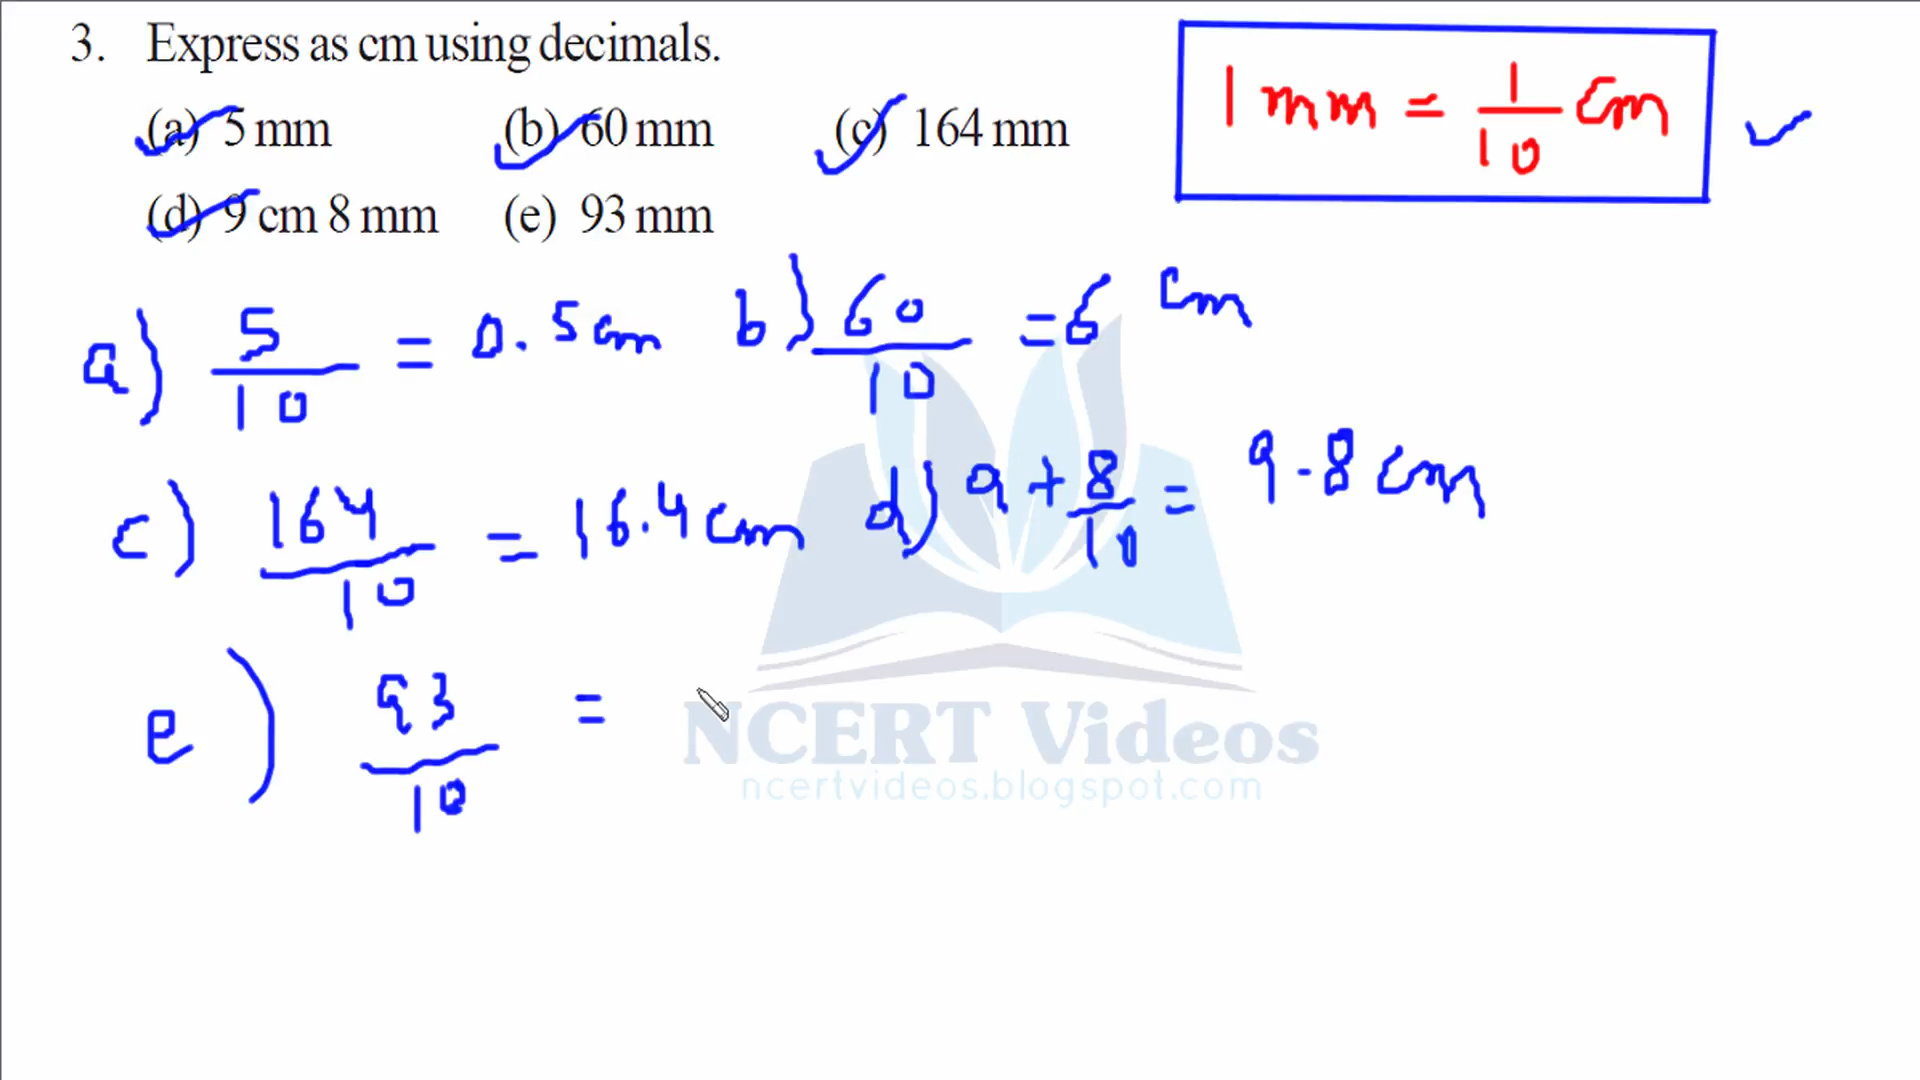 3. Express as cm using decimals.
(a) 5 mm (b) 60 mm (c) 164 mm
(d) 9 cm 8 mm (e) 93 mm
1 mm = 1/10 cm
a) 5/10 = 0.5 cm b) 60/10 = 6 cm
c) 164/10 = 16.4 cm d) 9 + 8/10 = 9.8 cm
e) 93/10 =
NCERT Videos
ncertvideos.blogspot.com